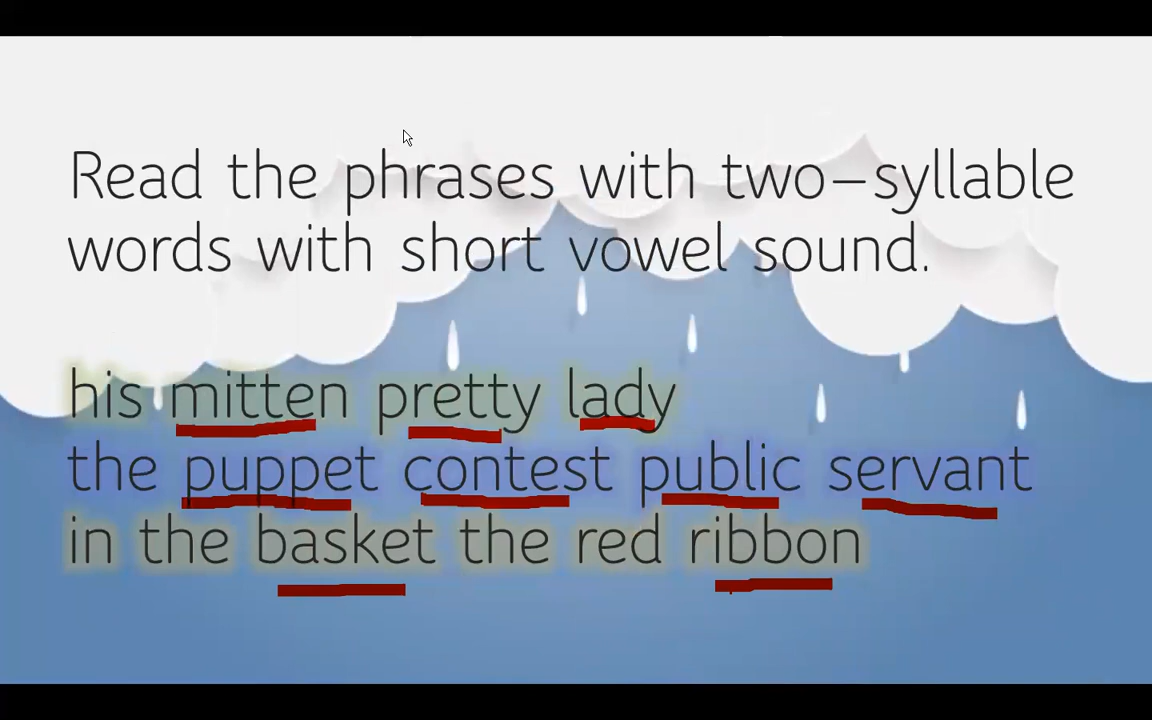 Read the phrases with two-syllable
words with short vowel sound.
his mitten pretty lady
the puppet contest public servant
in the basket the red ribbon